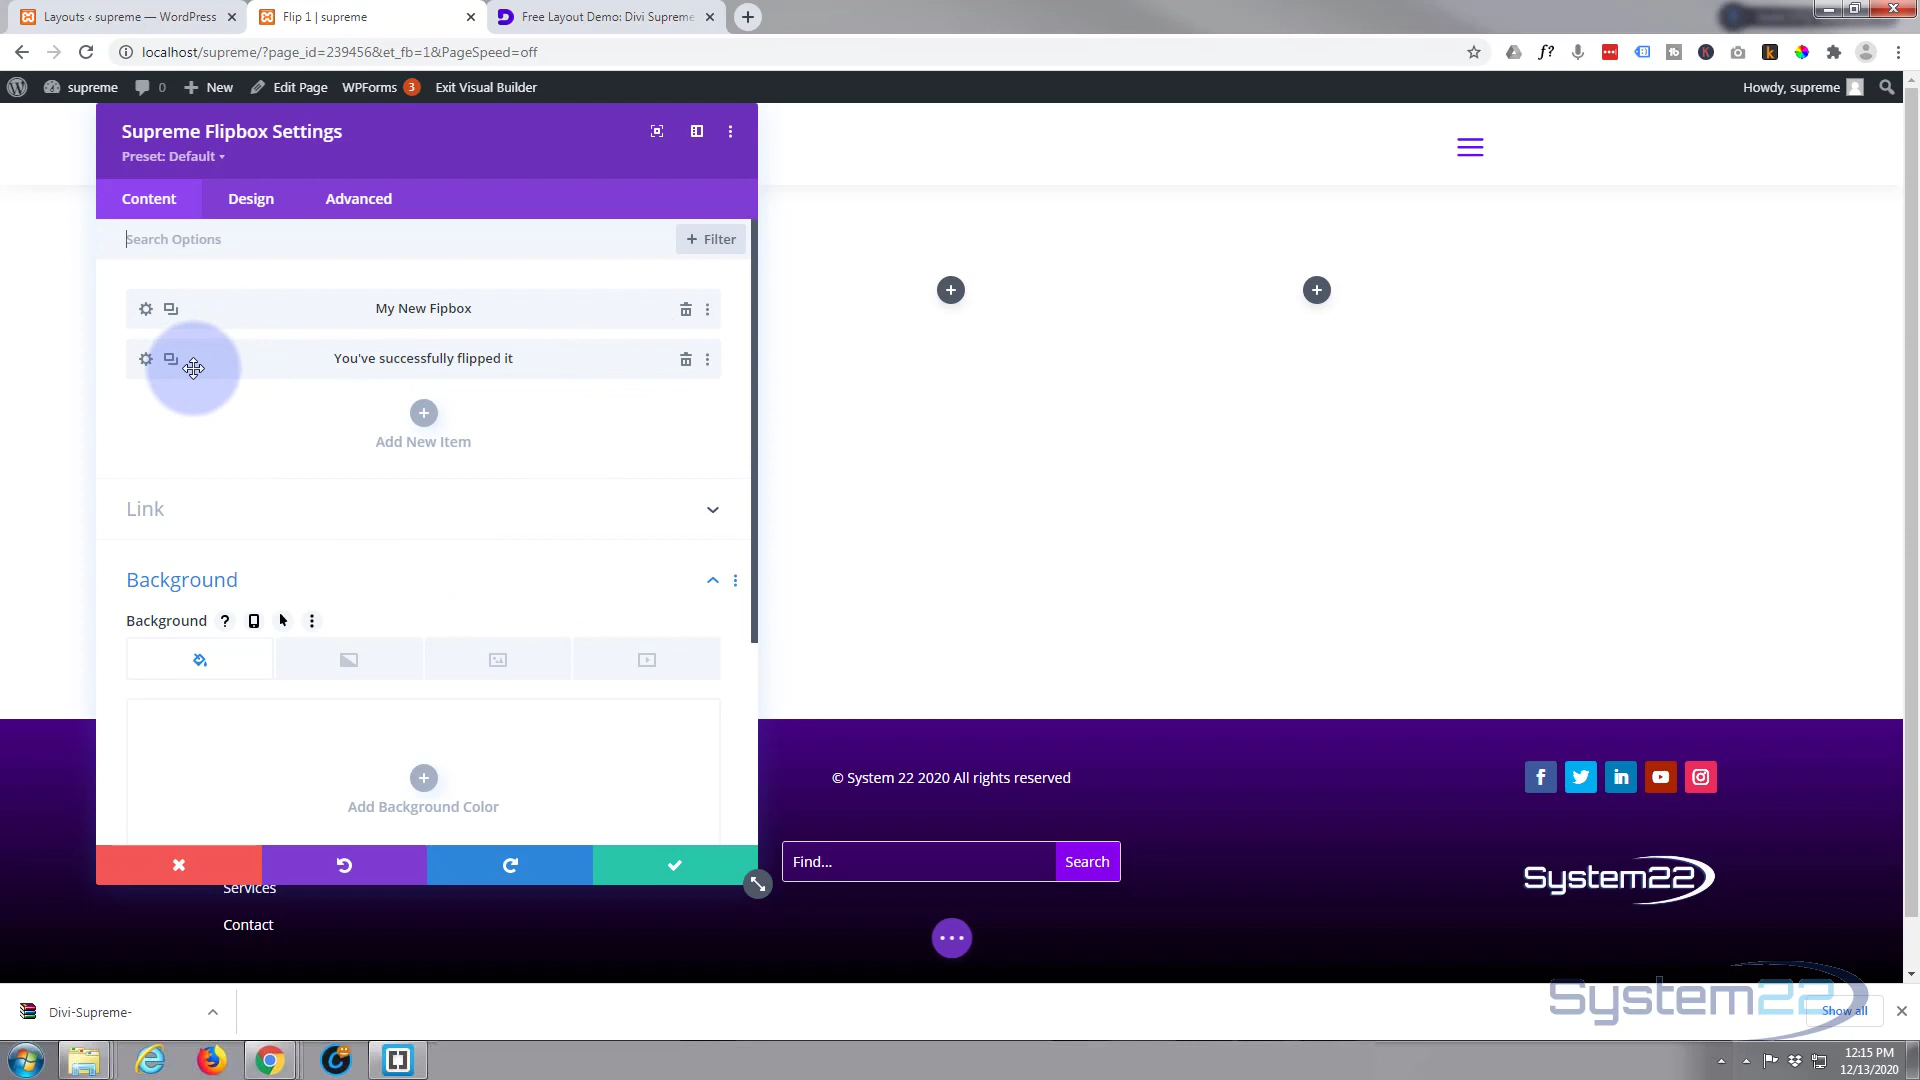 Layouts ‹ supreme — WordPress
Flip 1 | supreme
Free Layout Demo: Divi Supreme
localhost/supreme/?page_id=239456&et_fb=1&PageSpeed=off
supreme
0
New
Edit Page
WPForms 3
Exit Visual Builder
Howdy, supreme
Supreme Flipbox Settings
Preset: Default
Content
Design
Advanced
Search Options
+ Filter
My New Fipbox
You've successfully flipped it
Add New Item
Link
Background
Background
Add Background Color
Services
Contact
© System 22 2020 All rights reserved
Find...
Search
System22
Divi-Supreme-
System22
Show all
12:15 PM
12/13/2020